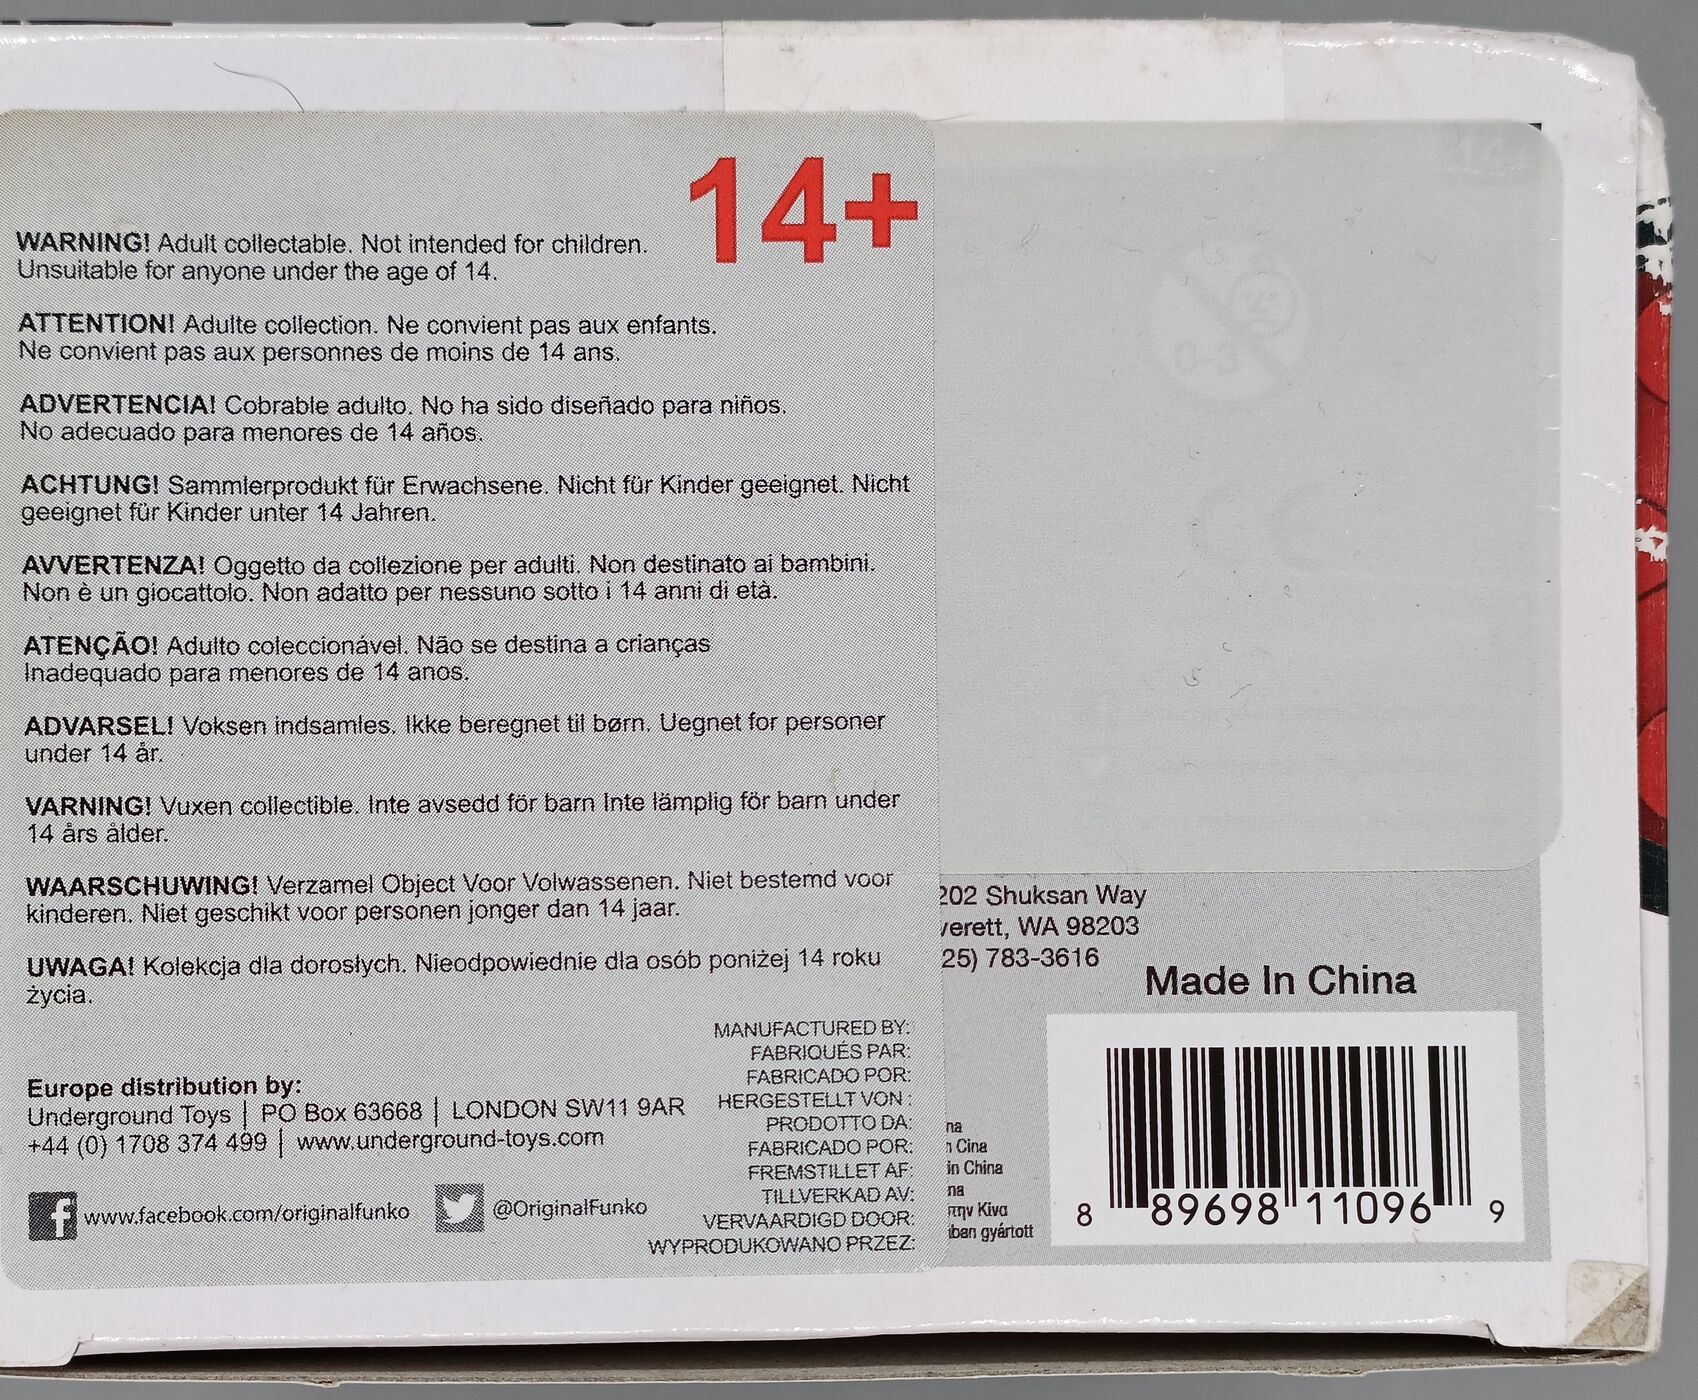 14+
WARNING! Adult collectable. Not intended for children.
Unsuitable for anyone under the age of 14.
ATTENTION! Adulte collection. Ne convient pas aux enfants.
Ne convient pas aux personnes de moins de 14 ans.
ADVERTENCIA! Cobrable adulto. No ha sido diseñado para niños.
No adecuado para menores de 14 años.
ACHTUNG! Sammlerprodukt für Erwachsene. Nicht für Kinder geeignet. Nicht
geeignet für Kinder unter 14 Jahren.
AVVERTENZA! Oggetto da collezione per adulti. Non destinato ai bambini.
Non è un giocattolo. Non adatto per nessuno sotto i 14 anni di età.
ATENÇÃO! Adulto coleccionável. Não se destina a crianças
Inadequado para menores de 14 anos.
ADVARSEL! Voksen indsamles. Ikke beregnet til børn. Uegnet for personer
under 14 år.
VARNING! Vuxen collectible. Inte avsedd för barn Inte lämplig för barn under
14 års ålder.
WAARSCHUWING! Verzamel Object Voor Volwassenen. Niet bestemd voor
kinderen. Niet geschikt voor personen jonger dan 14 jaar.
UWAGA! Kolekcja dla dorosłych. Nieodpowiednie dla osób poniżej 14 roku
życia.
Europe distribution by:
Underground Toys | PO Box 63668 | LONDON SW11 9AR
+44 (0) 1708 374 499 | www.underground-toys.com
www.facebook.com/originalfunko
@OriginalFunko
MANUFACTURED BY:
FABRIQUÉS PAR:
FABRICADO POR:
HERGESTELLT VON :
PRODOTTO DA:
FABRICADO POR:
FREMSTILLET AF:
TILLVERKAD AV:
VERVAARDIGD DOOR:
WYPRODUKOWANO PRZEZ:
202 Shuksan Way
verett, WA 98203
25) 783-3616
Made In China
na
n Cina
in China
na
την Κίνα
ban gyártott
8 89698 11096 9